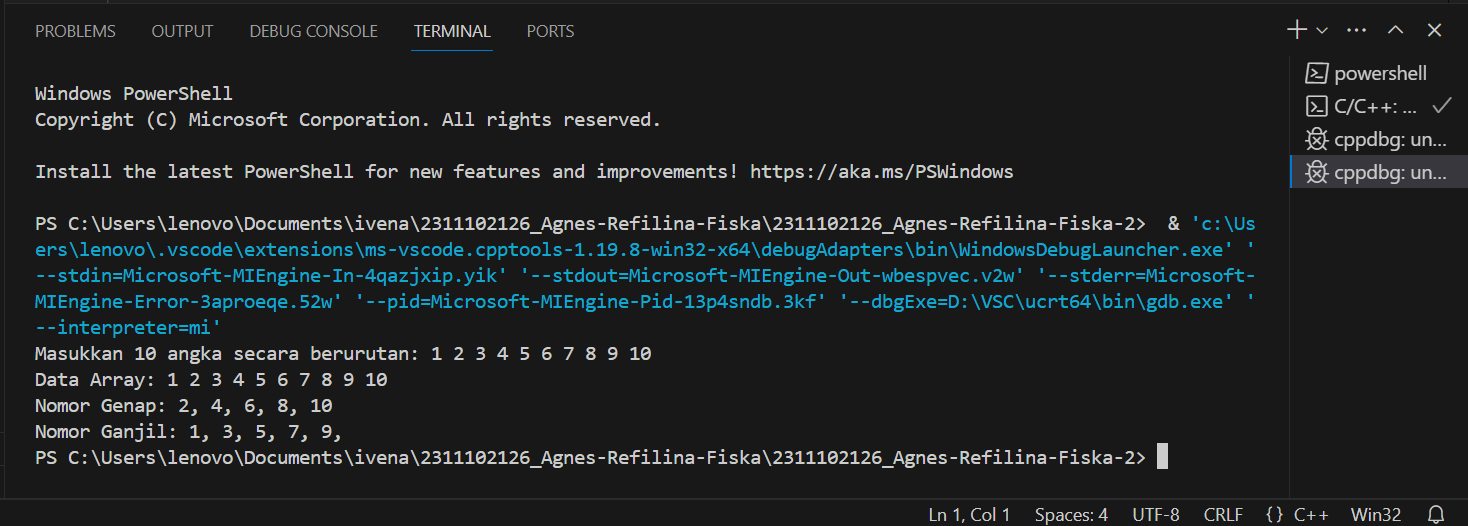 PROBLEMS OUTPUT DEBUG CONSOLE TERMINAL PORTS
Windows PowerShell
Copyright (C) Microsoft Corporation. All rights reserved.
Install the latest PowerShell for new features and improvements! https://aka.ms/PSWindows
PS C:\Users\lenovo\Documents\ivena\2311102126_Agnes-Refilina-Fiska\2311102126_Agnes-Refilina-Fiska-2>  & 'c:\Us
ers\lenovo\.vscode\extensions\ms-vscode.cpptools-1.19.8-win32-x64\debugAdapters\bin\WindowsDebugLauncher.exe' '
--stdin=Microsoft-MIEngine-In-4qazjxip.yik' '--stdout=Microsoft-MIEngine-Out-wbespvec.v2w' '--stderr=Microsoft-
MIEngine-Error-3aproeqe.52w' '--pid=Microsoft-MIEngine-Pid-13p4sndb.3kf' '--dbgExe=D:\VSC\ucrt64\bin\gdb.exe' '
--interpreter=mi'
Masukkan 10 angka secara berurutan: 1 2 3 4 5 6 7 8 9 10
Data Array: 1 2 3 4 5 6 7 8 9 10
Nomor Genap: 2, 4, 6, 8, 10
Nomor Ganjil: 1, 3, 5, 7, 9,
PS C:\Users\lenovo\Documents\ivena\2311102126_Agnes-Refilina-Fiska\2311102126_Agnes-Refilina-Fiska-2>
powershell
C/C++: ...
cppdbg: un...
cppdbg: un...
Ln 1, Col 1 Spaces: 4 UTF-8 CRLF {} C++ Win32